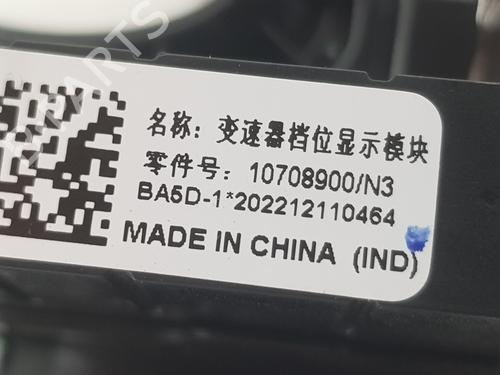 名称：变速器档位显示模块
零件号：10708900/N3
BA5D-1*202212110464
MADE IN CHINA (IND)